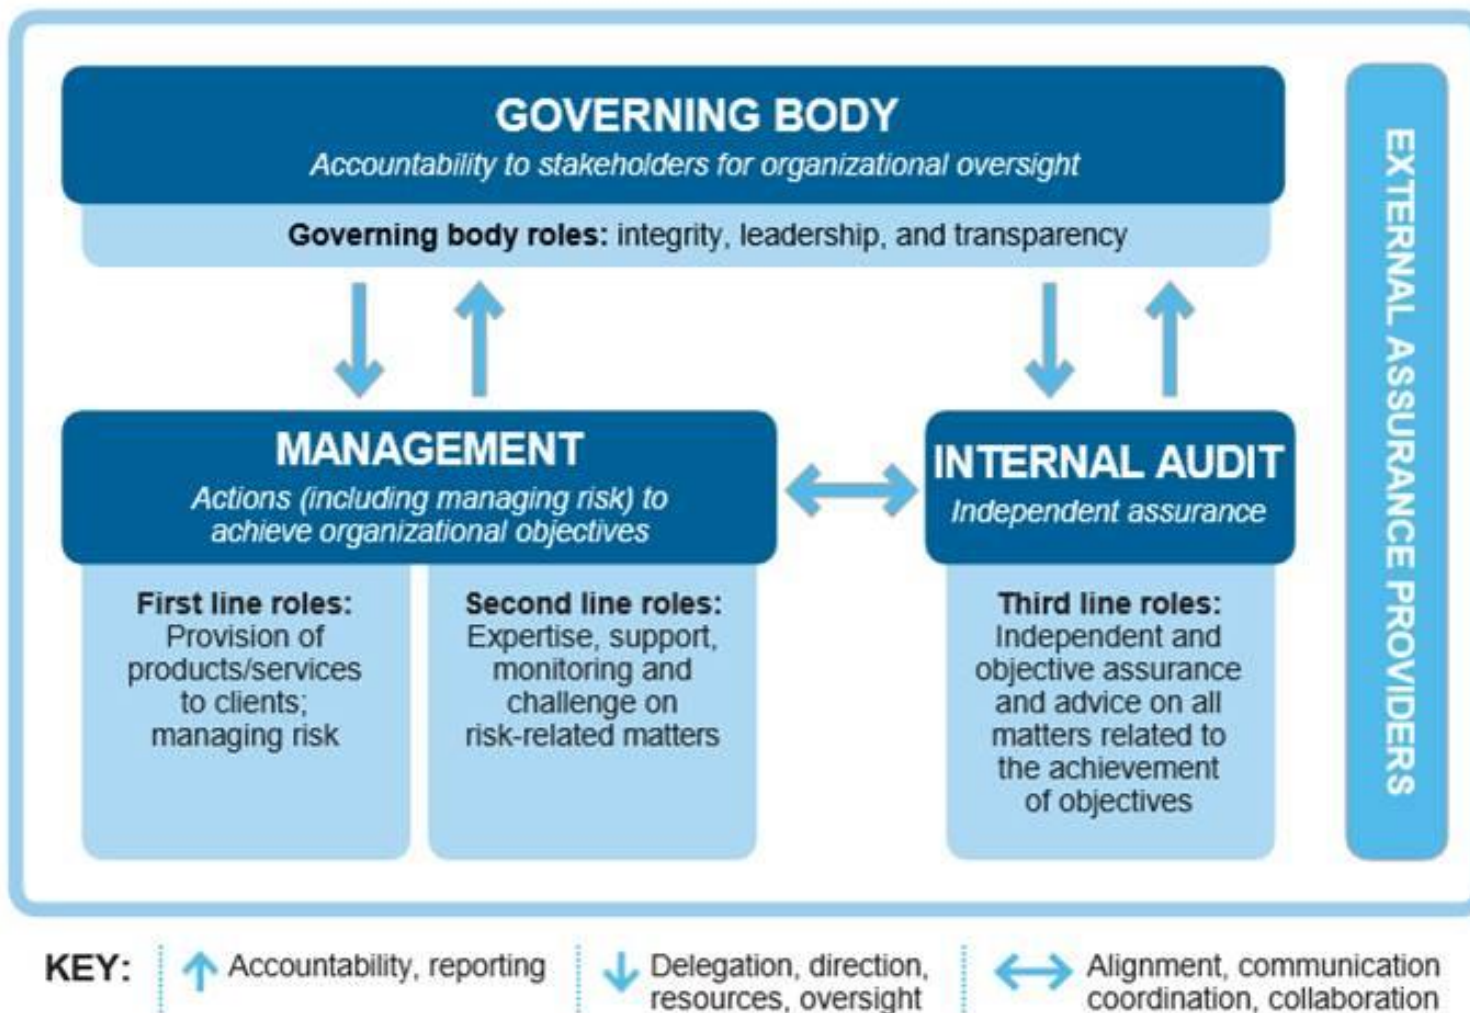 GOVERNING BODY
Accountability to stakeholders for organizational oversight
Governing body roles: integrity, leadership, and transparency
MANAGEMENT
Actions (including managing risk) to
achieve organizational objectives
INTERNAL AUDIT
Independent assurance
First line roles:
Provision of
products/services
to clients;
managing risk
Second line roles:
Expertise, support,
monitoring and
challenge on
risk-related matters
Third line roles:
Independent and
objective assurance
and advice on all
matters related to
the achievement
of objectives
EXTERNAL ASSURANCE PROVIDERS
KEY:
Accountability, reporting
Delegation, direction,
resources, oversight
Alignment, communication
coordination, collaboration